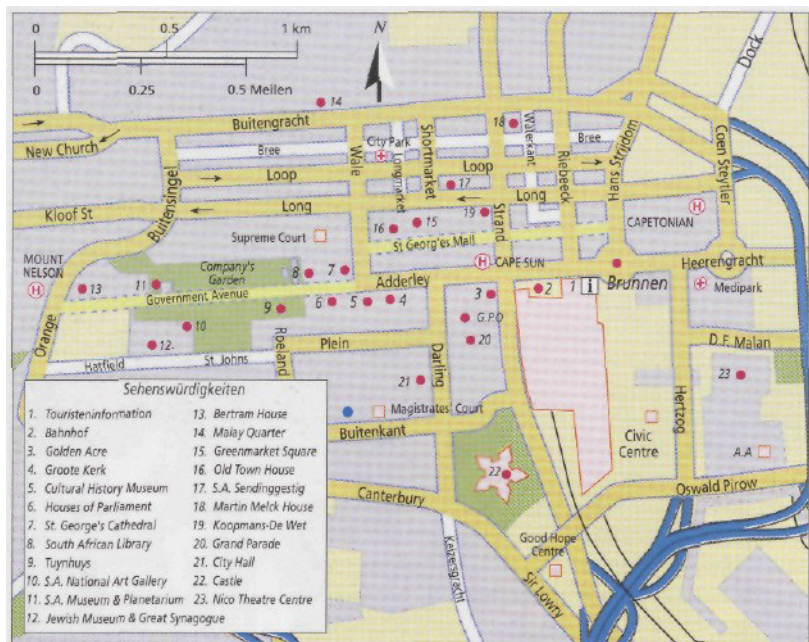 0 0.5 1 km
0 0.25 0.5 Meilen
N
14
Buitengracht
New Church
Bree
City Park
18
Waterkant
Bree
Dock
Coen Steytler
Buitensingel
Wale
Longmarket
Shortmarket
Riebeeck
Hans Strijdom
Loop
Loop
17
Kloof St
Long
Long
16
15
19
Strand
H
CAPETONIAN
Supreme Court
St Georg'es Mall
MOUNT
NELSON
H
13
11
Company's
Garden
8
7
Adderley
H
CAPE SUN
Heerengracht
Government Avenue
6
5
4
3
2
1
i
Brunnen
Medipark
9
G.P.O
10
12
Orange
Hatfield
St. Johns
Roeland
Plein
Darling
20
D.F. Malan
21
23
Magistrates' Court
Buitenkant
Hertzog
Civic
Centre
A.A
22
Canterbury
Oswald Pirow
Keizersgracht
Good Hope
Centre
Sir Lowry
Sehenswürdigkeiten
1. Touristeninformation
2. Bahnhof
3. Golden Acre
4. Groote Kerk
5. Cultural History Museum
6. Houses of Parliament
7. St. George's Cathedral
8. South African Library
9. Tuynhuys
10. S.A. National Art Gallery
11. S.A. Museum & Planetarium
12. Jewish Museum & Great Synagogue
13. Bertram House
14. Malay Quarter
15. Greenmarket Square
16. Old Town House
17. S.A. Sendinggestig
18. Martin Melck House
19. Koopmans-De Wet
20. Grand Parade
21. City Hall
22. Castle
23. Nico Theatre Centre